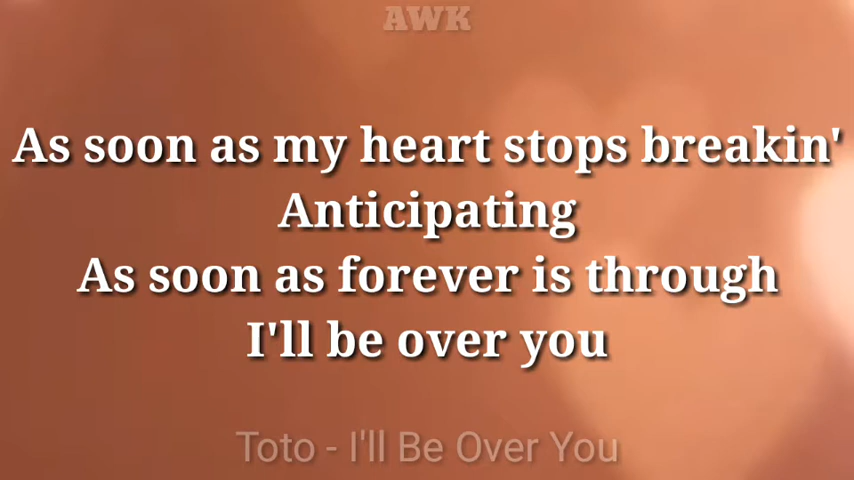 AWK
As soon as my heart stops breakin'
Anticipating
As soon as forever is through
I'll be over you
Toto - I'll Be Over You